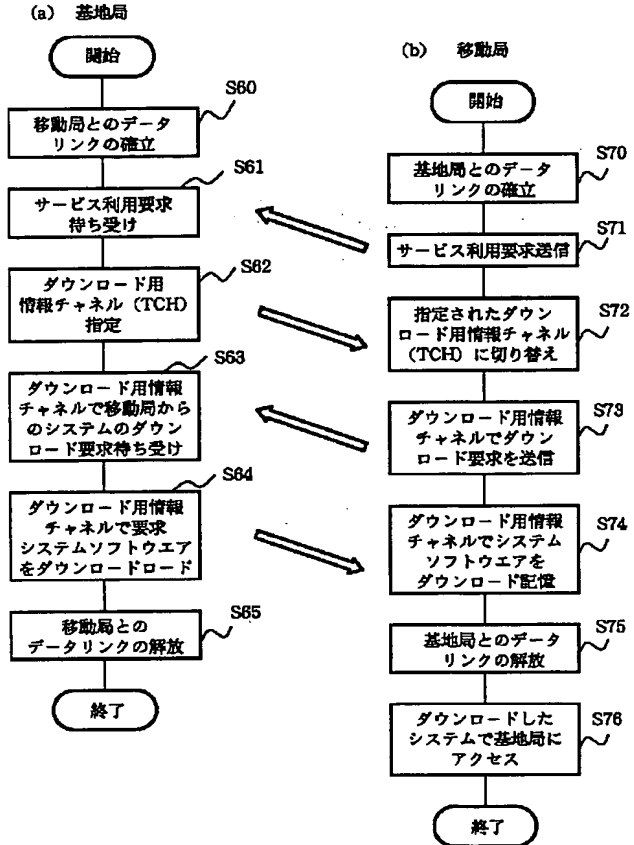 (a) 基地局
開始
S60
移動局とのデータ
リンクの確立
S61
サービス利用要求
待ち受け
S62
ダウンロード用
情報チャネル（TCH）
指定
S63
ダウンロード用情報
チャネルで移動局から
のシステムのダウン
ロード要求待ち受け
S64
ダウンロード用情報
チャネルで要求
システムソフトウエア
をダウンロードロード
S65
移動局との
データリンクの解放
終了
(b) 移動局
開始
S70
基地局とのデータ
リンクの確立
S71
サービス利用要求送信
S72
指定されたダウン
ロード用情報チャネル
（TCH）に切り替え
S73
ダウンロード用情報
チャネルでダウン
ロード要求を送信
S74
ダウンロード用情報
チャネルでシステム
ソフトウエアを
ダウンロード記憶
S75
基地局とのデータ
リンクの解放
S76
ダウンロードした
システムで基地局に
アクセス
終了